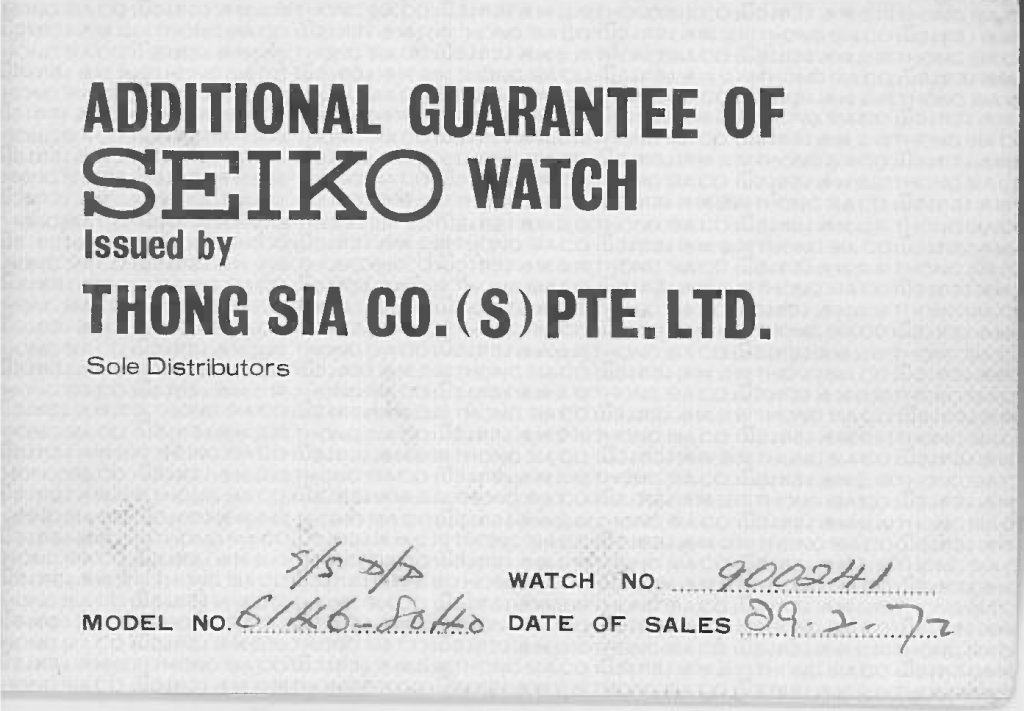 ADDITIONAL GUARANTEE OF
SEIKO WATCH
Issued by
THONG SIA CO. (S) PTE. LTD.
Sole Distributors
S/S D/D
WATCH NO. 900241
MODEL NO. 6146-8040 DATE OF SALES 29.2.72